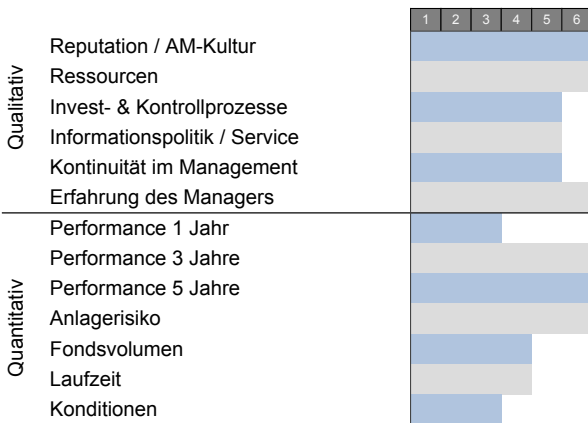 1 2 3 4 5 6
Qualitativ
Reputation / AM-Kultur
Ressourcen
Invest- & Kontrollprozesse
Informationspolitik / Service
Kontinuität im Management
Erfahrung des Managers
Quantitativ
Performance 1 Jahr
Performance 3 Jahre
Performance 5 Jahre
Anlagerisiko
Fondsvolumen
Laufzeit
Konditionen